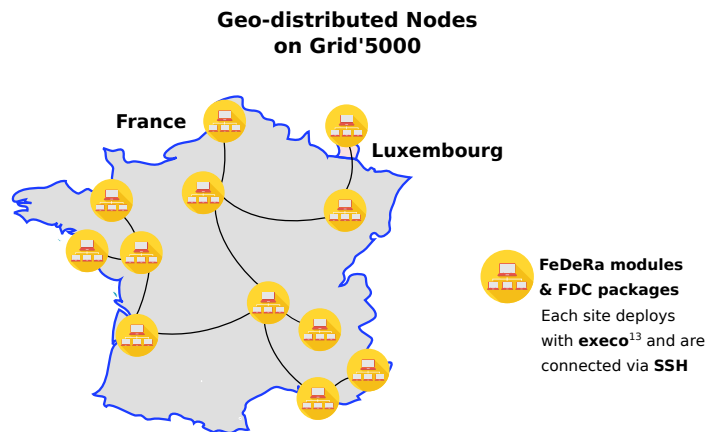 Geo-distributed Nodes
on Grid'5000
France
Luxembourg
FeDeRa modules
& FDC packages
Each site deploys
with execo¹³ and are
connected via SSH